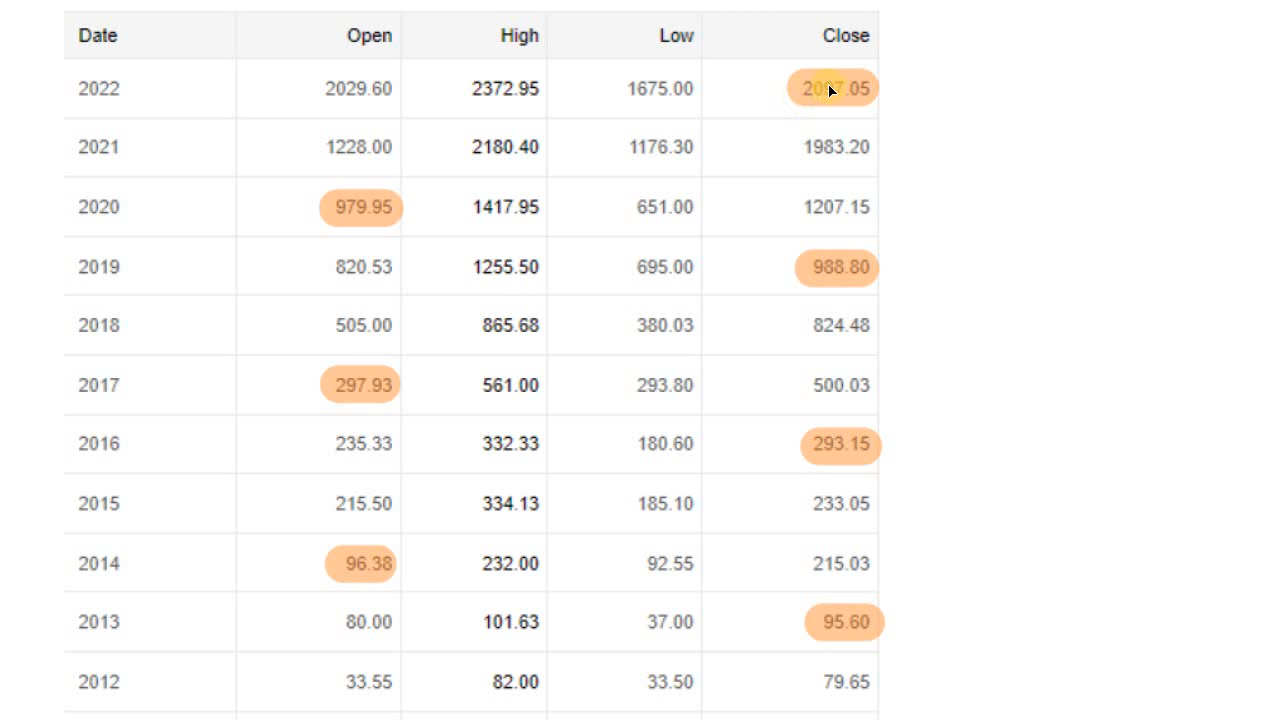 Date Open High Low Close
2022 2029.60 2372.95 1675.00 2097.05
2021 1228.00 2180.40 1176.30 1983.20
2020 979.95 1417.95 651.00 1207.15
2019 820.53 1255.50 695.00 988.80
2018 505.00 865.68 380.03 824.48
2017 297.93 561.00 293.80 500.03
2016 235.33 332.33 180.60 293.15
2015 215.50 334.13 185.10 233.05
2014 96.38 232.00 92.55 215.03
2013 80.00 101.63 37.00 95.60
2012 33.55 82.00 33.50 79.65